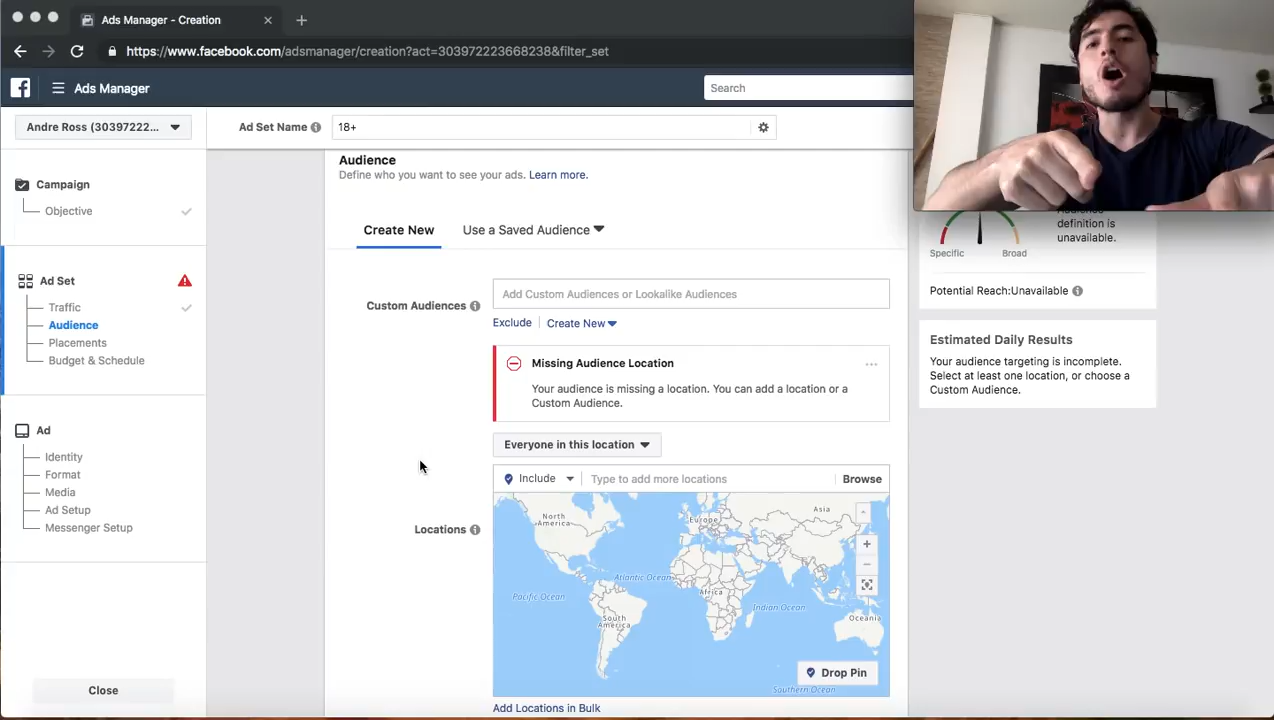 Ads Manager - Creation
https://www.facebook.com/adsmanager/creation?act=303972223668238&filter_set
Ads Manager
Search
Andre Ross (30397222...
Ad Set Name
18+
Campaign
Objective
Ad Set
Traffic
Audience
Placements
Budget & Schedule
Ad
Identity
Format
Media
Ad Setup
Messenger Setup
Close
Audience
Define who you want to see your ads. Learn more.
Create New
Use a Saved Audience
Custom Audiences
Add Custom Audiences or Lookalike Audiences
Exclude
Create New
Missing Audience Location
Your audience is missing a location. You can add a location or a
Custom Audience.
Everyone in this location
Locations
Include
Type to add more locations
Browse
North
America
Europe
Asia
Atlantic Ocean
Pacific Ocean
Africa
Indian Ocean
South
America
Oceania
Drop Pin
Southern Ocean
Add Locations in Bulk
definition is
unavailable.
Specific
Broad
Potential Reach:Unavailable
Estimated Daily Results
Your audience targeting is incomplete.
Select at least one location, or choose a
Custom Audience.